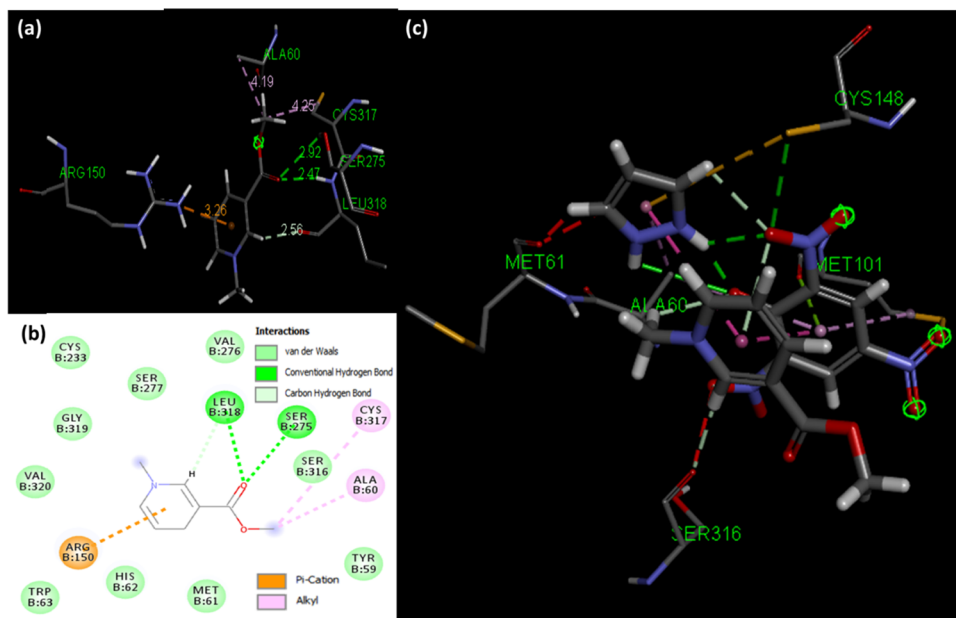 (a)
ALA60
4.19
4.25
CYS317
2.92
SER275
2.47
ARG150
LEU318
3.26
2.56
(b)
Interactions
van der Waals
Conventional Hydrogen Bond
Carbon Hydrogen Bond
CYS
B:233
VAL
B:276
SER
B:277
LEU
B:318
SER
B:275
CYS
B:317
GLY
B:319
SER
B:316
VAL
B:320
ALA
B:60
H
N
O
O
ARG
B:150
TYR
B:59
HIS
B:62
MET
B:61
TRP
B:63
Pi-Cation
Alkyl
(c)
CYS148
MET61
MET101
ALA60
SER316